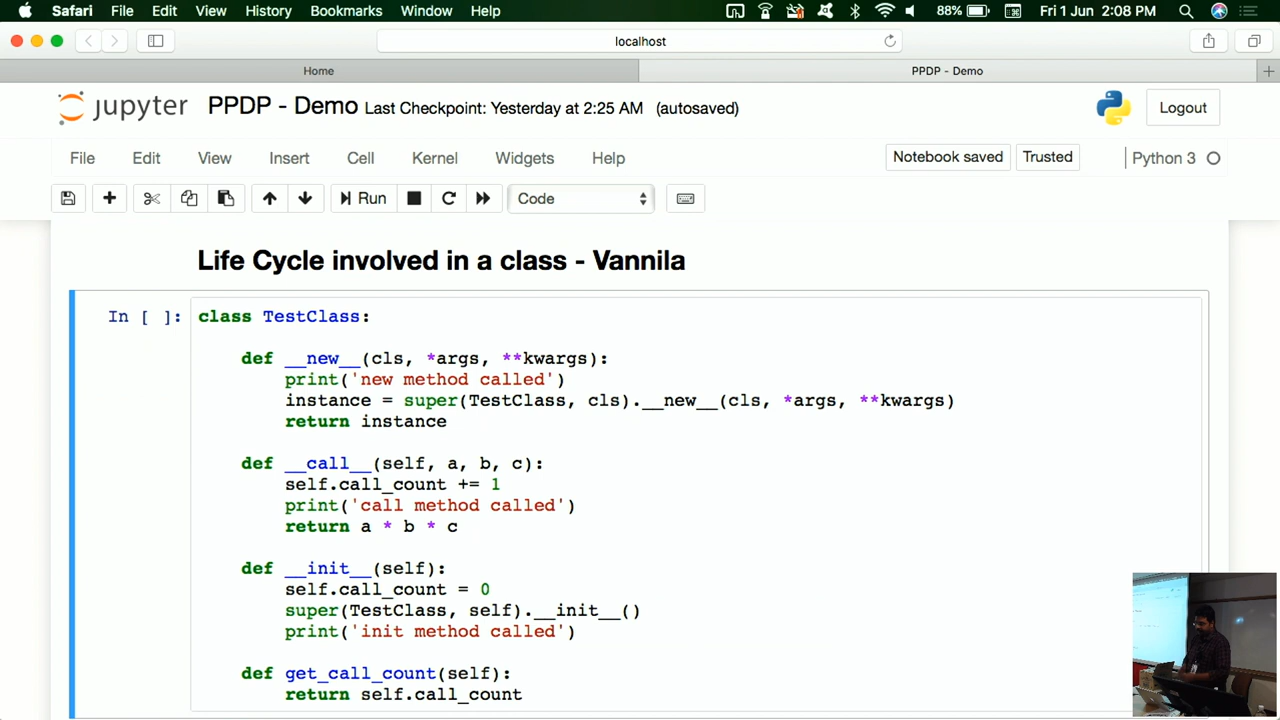 Safari File Edit View History Bookmarks Window Help 88% Fri 1 Jun 2:08 PM
localhost
Home PPDP - Demo
jupyter PPDP - Demo Last Checkpoint: Yesterday at 2:25 AM (autosaved) Logout
File Edit View Insert Cell Kernel Widgets Help Notebook saved Trusted Python 3
Run Code
Life Cycle involved in a class - Vannila
In [ ]: class TestClass:
def __new__(cls, *args, **kwargs):
print('new method called')
instance = super(TestClass, cls).__new__(cls, *args, **kwargs)
return instance
def __call__(self, a, b, c):
self.call_count += 1
print('call method called')
return a * b * c
def __init__(self):
self.call_count = 0
super(TestClass, self).__init__()
print('init method called')
def get_call_count(self):
return self.call_count